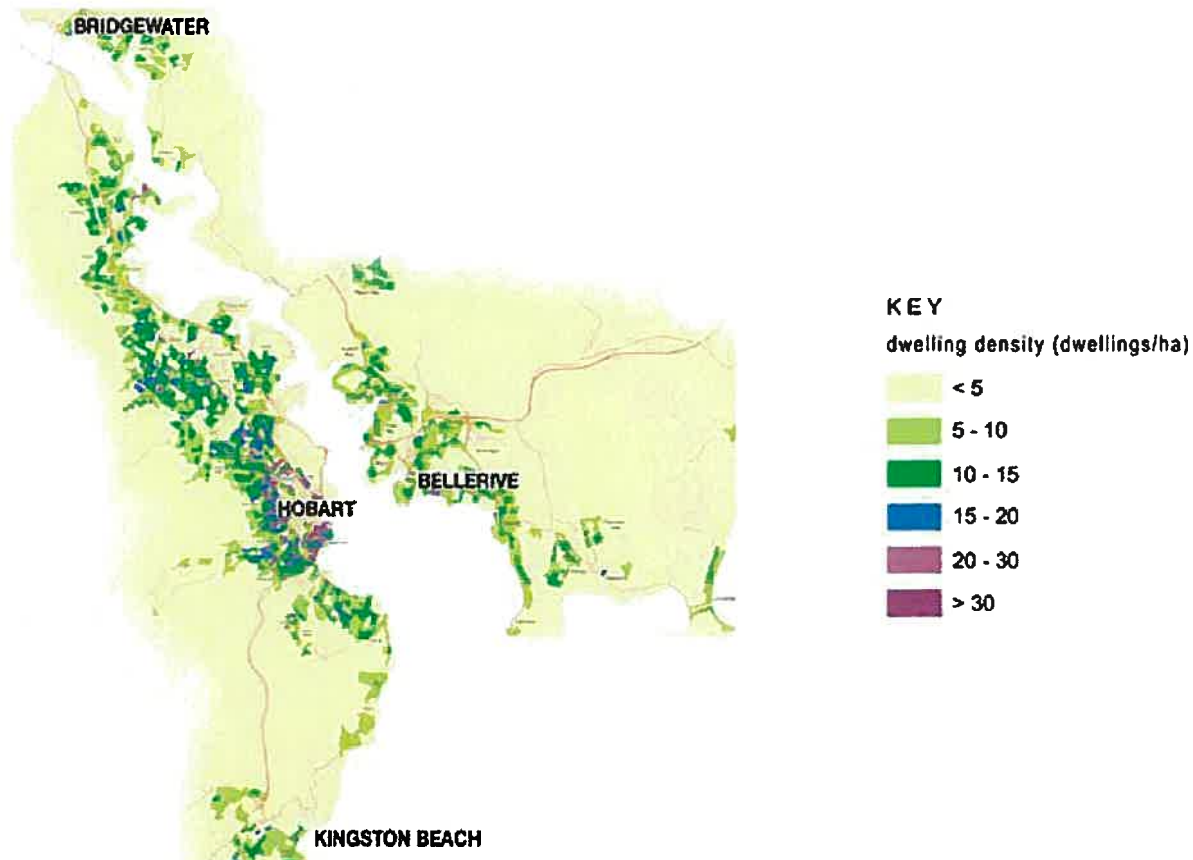 BRIDGEWATER
BELLERIVE
HOBART
KINGSTON BEACH
KEY
dwelling density (dwellings/ha)
< 5
5 - 10
10 - 15
15 - 20
20 - 30
> 30